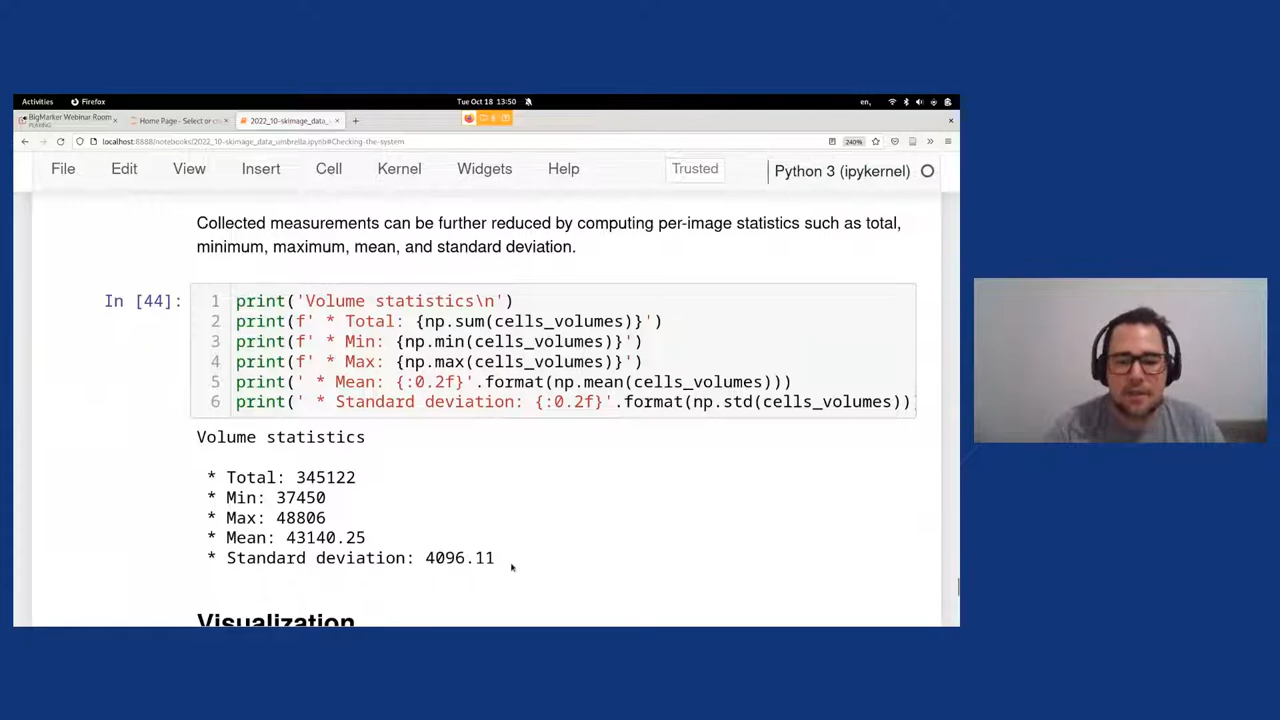 Activities Firefox Tue Oct 18 13:50 en,
BigMarker Webinar Room Home Page - Select or cre 2022_10-skimage_data_
PLAYING
localhost:8888/notebooks/2022_10-skimage_data_umbrella.ipynb#Checking-the-system 240%
File Edit View Insert Cell Kernel Widgets Help Trusted Python 3 (ipykernel)
Collected measurements can be further reduced by computing per-image statistics such as total,
minimum, maximum, mean, and standard deviation.
In [44]: 1 print('Volume statistics\n')
2 print(f' * Total: {np.sum(cells_volumes)}')
3 print(f' * Min: {np.min(cells_volumes)}')
4 print(f' * Max: {np.max(cells_volumes)}')
5 print(' * Mean: {:0.2f}'.format(np.mean(cells_volumes)))
6 print(' * Standard deviation: {:0.2f}'.format(np.std(cells_volumes))
Volume statistics
* Total: 345122
* Min: 37450
* Max: 48806
* Mean: 43140.25
* Standard deviation: 4096.11
Visualization